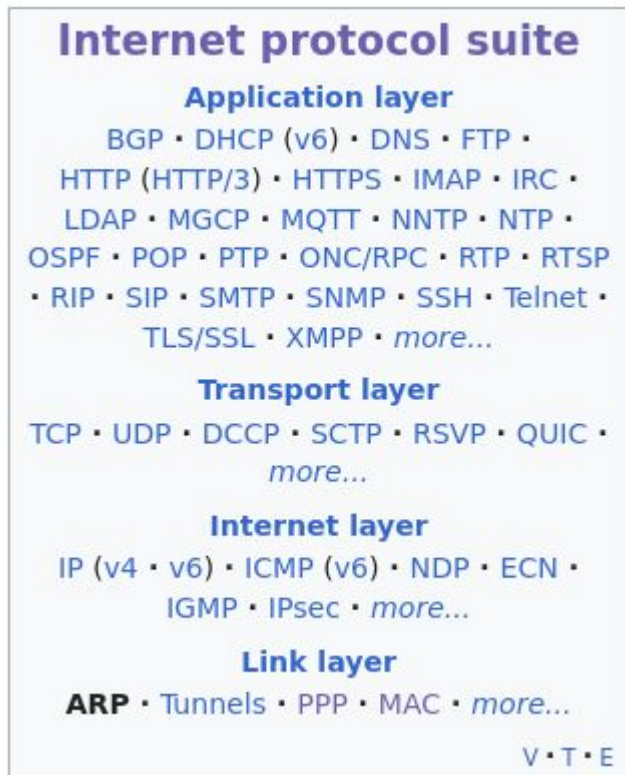 Internet protocol suite
Application layer
BGP · DHCP (v6) · DNS · FTP ·
HTTP (HTTP/3) · HTTPS · IMAP · IRC ·
LDAP · MGCP · MQTT · NNTP · NTP ·
OSPF · POP · PTP · ONC/RPC · RTP · RTSP
· RIP · SIP · SMTP · SNMP · SSH · Telnet ·
TLS/SSL · XMPP · more...
Transport layer
TCP · UDP · DCCP · SCTP · RSVP · QUIC ·
more...
Internet layer
IP (v4 · v6) · ICMP (v6) · NDP · ECN ·
IGMP · IPsec · more...
Link layer
ARP · Tunnels · PPP · MAC · more...
V · T · E